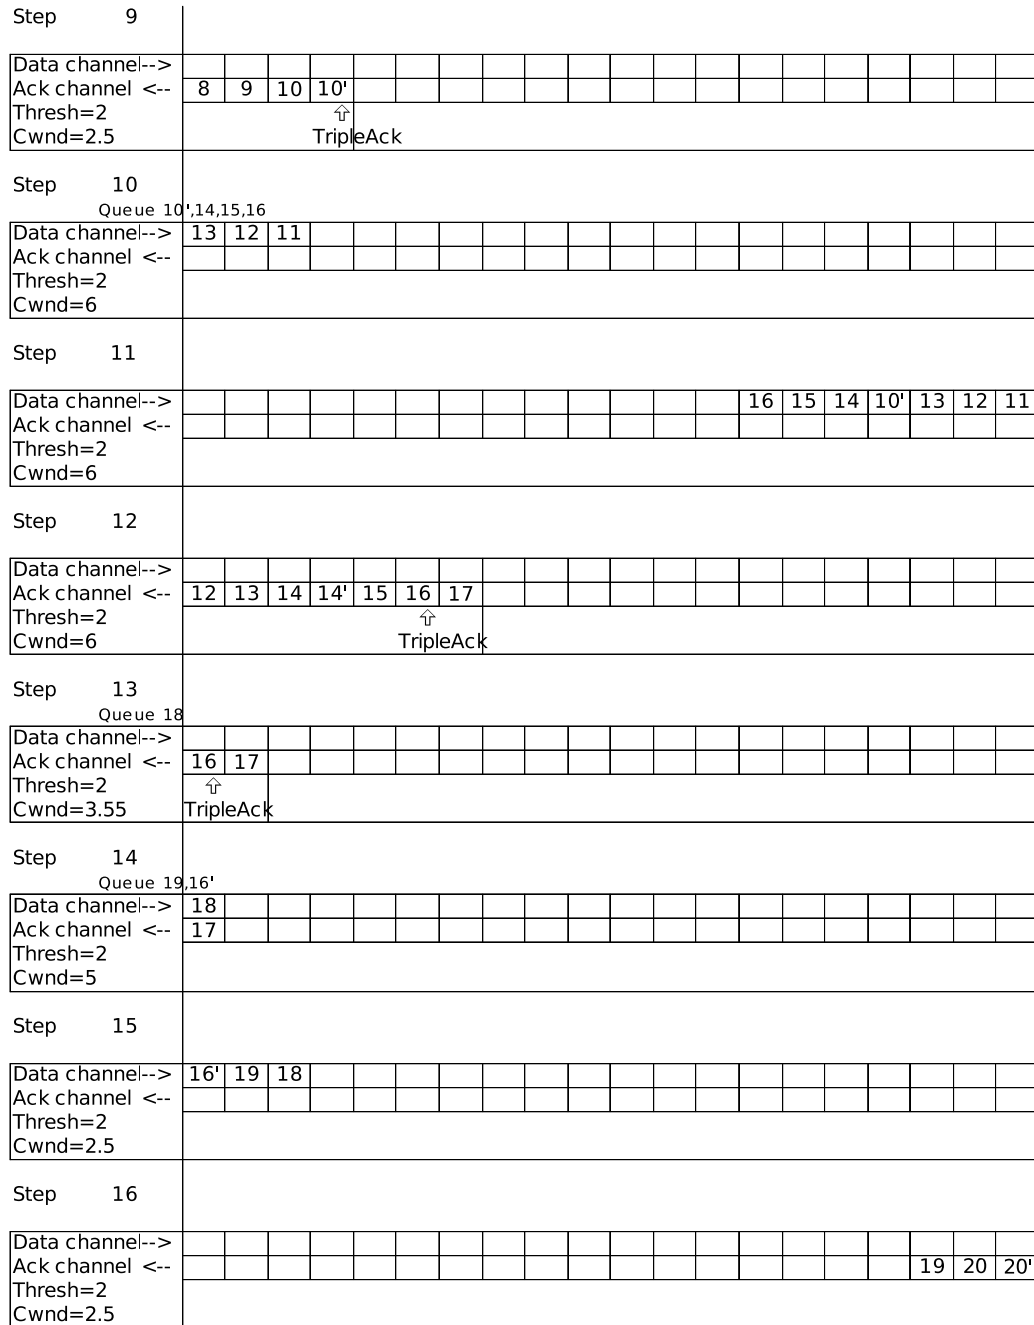 Step 9
Data channel-->
Ack channel <-- 8 9 10 10'
Thresh=2
Cwnd=2.5 TripleAck
Step 10
Queue 10',14,15,16
Data channel--> 13 12 11
Ack channel <--
Thresh=2
Cwnd=6
Step 11
Data channel--> 16 15 14 10' 13 12 11
Ack channel <--
Thresh=2
Cwnd=6
Step 12
Data channel-->
Ack channel <-- 12 13 14 14' 15 16 17
Thresh=2
Cwnd=6 TripleAck
Step 13
Queue 18
Data channel-->
Ack channel <-- 16 17
Thresh=2
Cwnd=3.55 TripleAck
Step 14
Queue 19,16'
Data channel--> 18
Ack channel <-- 17
Thresh=2
Cwnd=5
Step 15
Data channel--> 16' 19 18
Ack channel <--
Thresh=2
Cwnd=2.5
Step 16
Data channel-->
Ack channel <-- 19 20 20'
Thresh=2
Cwnd=2.5